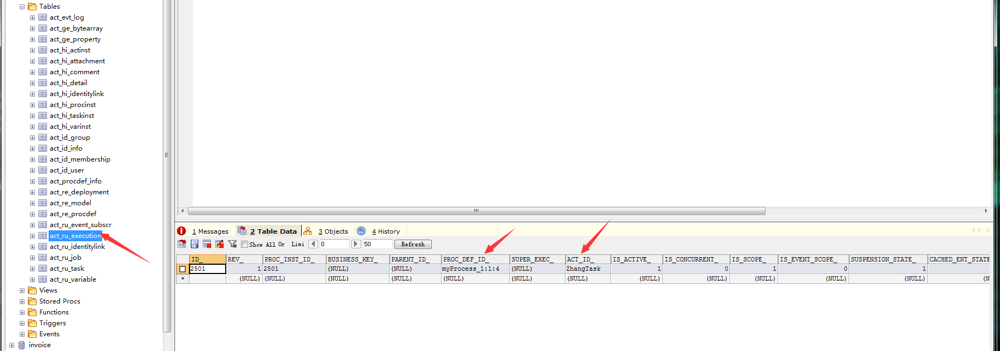 Tables
act_evt_log
act_ge_bytearray
act_ge_property
act_hi_actinst
act_hi_attachment
act_hi_comment
act_hi_detail
act_hi_identitylink
act_hi_procinst
act_hi_taskinst
act_hi_varinst
act_id_group
act_id_info
act_id_membership
act_id_user
act_procdef_info
act_re_deployment
act_re_model
act_re_procdef
act_ru_event_subscr
act_ru_execution
act_ru_identitylink
act_ru_job
act_ru_task
act_ru_variable
Views
Stored Procs
Functions
Triggers
Events
invoice
1 Messages 2 Table Data 3 Objects 4 History
Show All Or Limi 0 50 Refresh
ID_ REV_ PROC_INST_ID_ BUSINESS_KEY_ PARENT_ID_ PROC_DEF_ID_ SUPER_EXEC_ ACT_ID_ IS_ACTIVE_ IS_CONCURRENT_ IS_SCOPE_ IS_EVENT_SCOPE_ SUSPENSION_STATE_ CACHED_ENT_STATE
2501 1 2501 (NULL) (NULL) myProcess_1:1:4 (NULL) ZhangTask 1 0 1 0 1
* (NULL) (NULL) (NULL) (NULL) (NULL) (NULL) (NULL) (NULL) (NULL) (NULL) (NULL) (NULL) (N